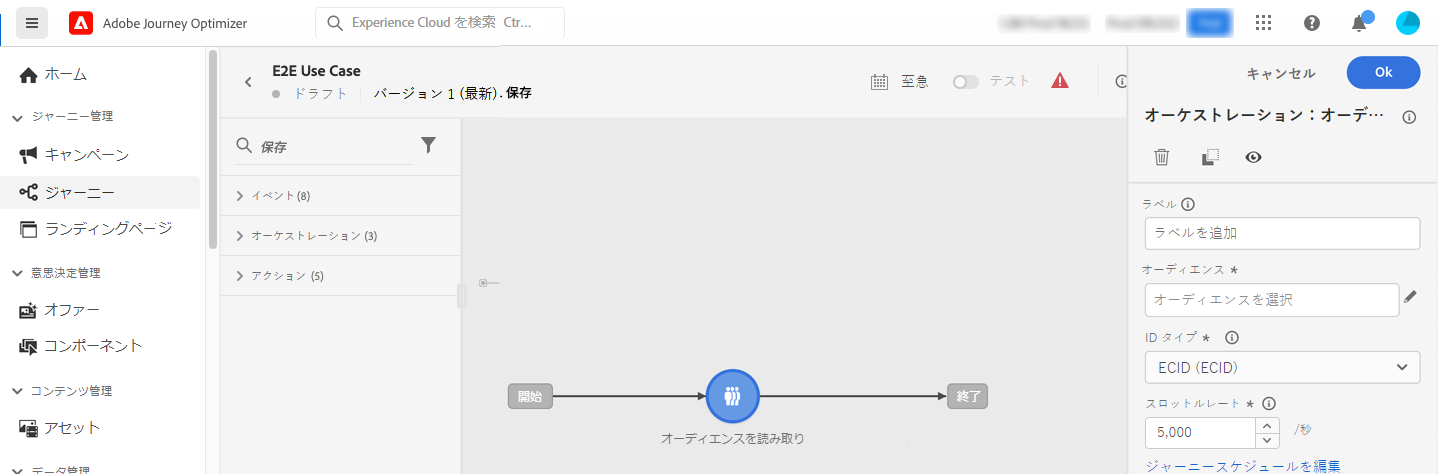 Adobe Journey Optimizer
Experience Cloud を検索 Ctr...
ホーム
ジャーニー管理
キャンペーン
ジャーニー
ランディングページ
意思決定管理
オファー
コンポーネント
コンテンツ管理
アセット
データ管理
E2E Use Case
ドラフト
バージョン 1 (最新). 保存
至急
テスト
保存
イベント (8)
オーケストレーション (3)
アクション (5)
開始
終了
オーディエンスを読み取り
キャンセル
Ok
オーケストレーション：オーデ...
ラベル
ラベルを追加
オーディエンス *
オーディエンスを選択
ID タイプ *
ECID (ECID)
スロットルレート *
5,000 /秒
ジャーニースケジュールを編集